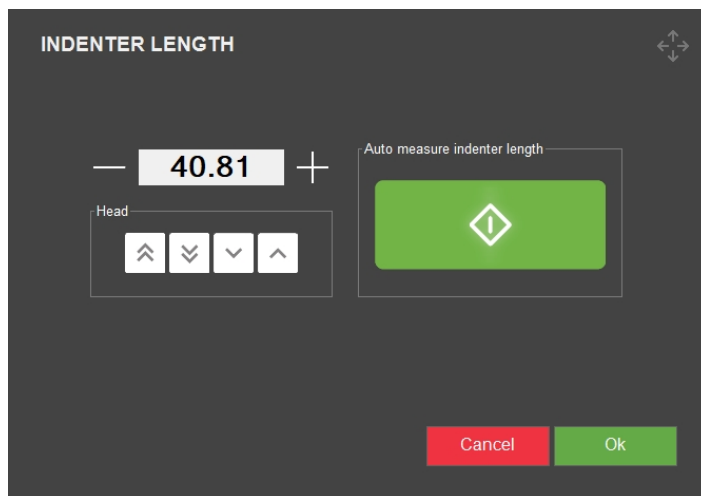 INDENTER LENGTH
40.81
Auto measure indenter length
Head
Cancel
Ok